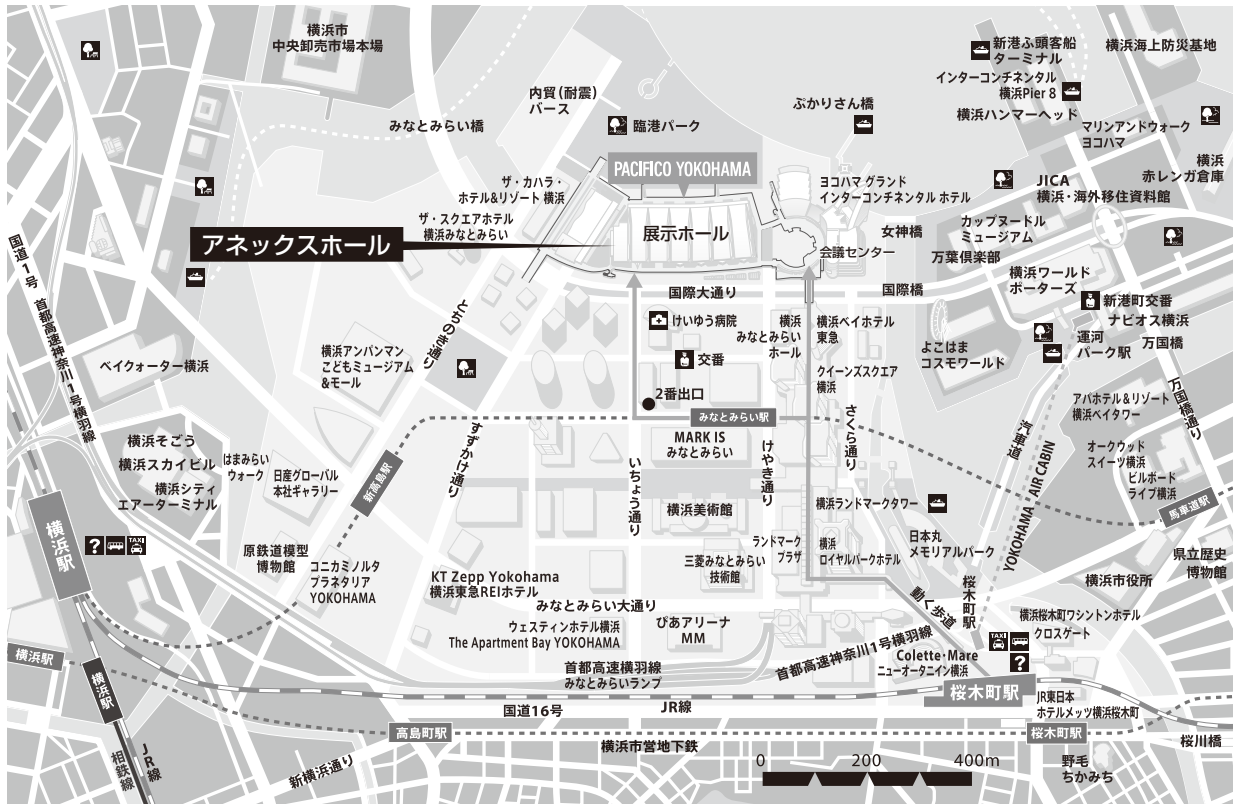 横浜市
中央卸売市場本場
新港ふ頭客船
ターミナル
横浜海上防災基地
インターコンチネンタル
横浜Pier 8
横浜ハンマーヘッド
マリンアンドウォーク
ヨコハマ
横浜
赤レンガ倉庫
内貿(耐震)
バース
みなとみらい橋
臨港パーク
ぷかりさん橋
PACIFICO YOKOHAMA
ザ・カハラ・
ホテル&リゾート 横浜
ザ・スクエアホテル
横浜みなとみらい
アネックスホール
展示ホール
ヨコハマ グランド
インターコンチネンタル ホテル
会議センター
女神橋
JICA
横浜・海外移住資料館
カップヌードル
ミュージアム
万葉倶楽部
横浜ワールド
ポーターズ
新港町交番
ナビオス横浜
運河
パーク駅
万国橋
国道1号
首都高速神奈川1号横羽線
国際大通り
国際橋
とちのき通り
けいゆう病院
横浜
みなとみらい
ホール
横浜ベイホテル
東急
よこはま
コスモワールド
ベイクォーター横浜
横浜アンパンマン
こどもミュージアム
&モール
交番
2番出口
クイーンズスクエア
横浜
みなとみらい駅
アパホテル&リゾート
横浜ベイタワー
万国橋通り
汽車道
YOKOHAMA AIR CABIN
オークウッド
スイーツ横浜
ビルボード
ライブ横浜
馬車道駅
横浜そごう
横浜スカイビル
はまみらい
ウォーク
横浜シティ
エアーターミナル
日産グローバル
本社ギャラリー
新高島駅
すずかけ通り
MARK IS
みなとみらい
けやき通り
さくら通り
いちょう通り
横浜美術館
横浜ランドマークタワー
横浜駅
?
TAXI
原鉄道模型
博物館
コニカミノルタ
プラネタリア
YOKOHAMA
KT Zepp Yokohama
横浜東急REIホテル
三菱みなとみらい
技術館
ランドマーク
プラザ
横浜
ロイヤルパークホテル
日本丸
メモリアルパーク
県立歴史
博物館
横浜市役所
みなとみらい大通り
動く歩道
桜木町駅
横浜桜木町ワシントンホテル
クロスゲート
ウェスティンホテル横浜
The Apartment Bay YOKOHAMA
ぴあアリーナ
MM
首都高速神奈川1号横羽線
TAXI
?
Colette・Mare
ニューオータニイン横浜
首都高速横羽線
みなとみらいランプ
横浜駅
横浜駅
桜木町駅
国道16号
JR線
JR東日本
ホテルメッツ横浜桜木町
高島町駅
横浜市営地下鉄
桜木町駅
桜川橋
相鉄線
JR線
新横浜通り
0 200 400m
野毛
ちかみち